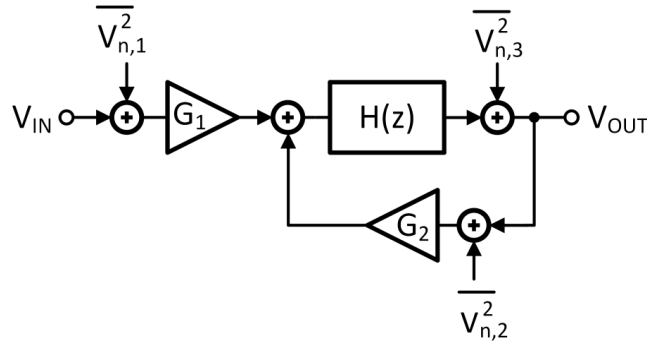 V̅²n,1
V̅²n,3
VIN
+
G1
+
H(z)
+
VOUT
G2
+
V̅²n,2